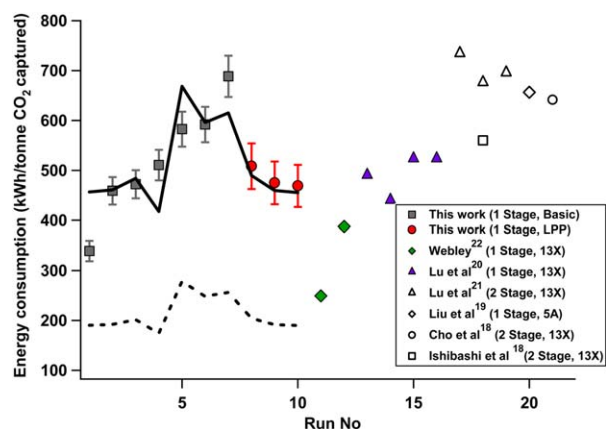 Energy consumption (kWh/tonne CO2 captured)
800
700
600
500
400
300
200
100
5
10
15
20
Run No
This work (1 Stage, Basic)
This work (1 Stage, LPP)
Webley22 (1 Stage, 13X)
Lu et al20 (1 Stage, 13X)
Lu et al21 (2 Stage, 13X)
Liu et al19 (1 Stage, 5A)
Cho et al18 (2 Stage, 13X)
Ishibashi et al 18(2 Stage, 13X)